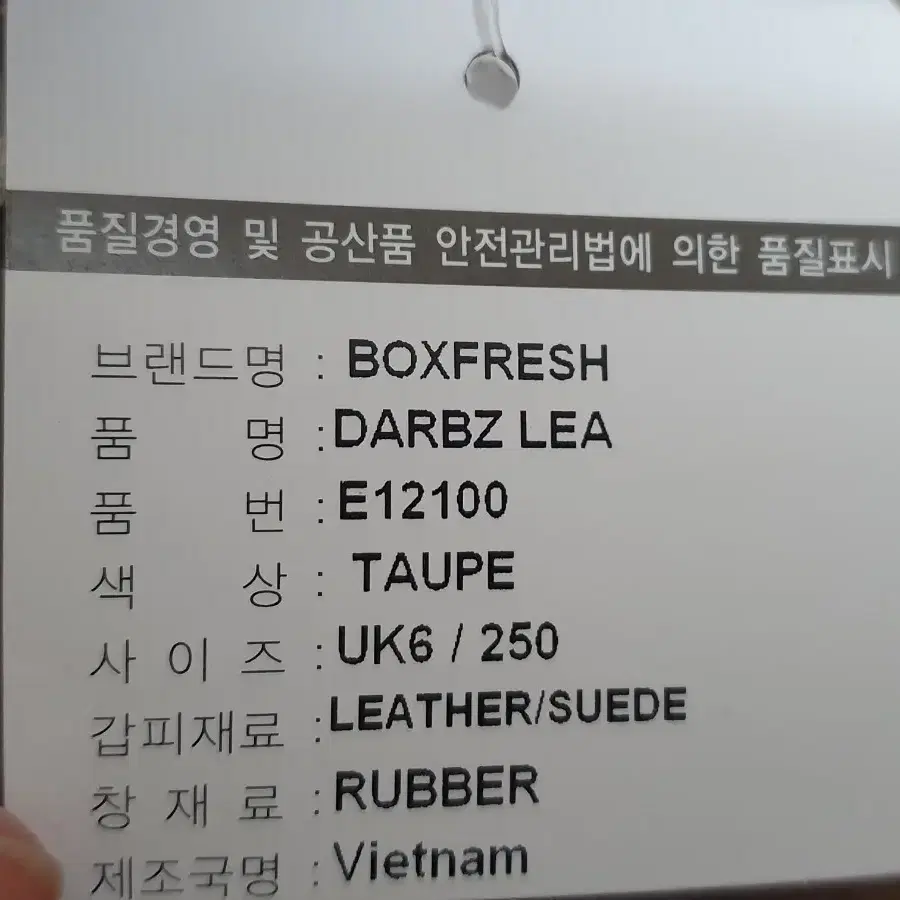 품질경영 및 공산품 안전관리법에 의한 품질표시
브랜드명 : BOXFRESH
품 명 : DARBZ LEA
품 번 : E12100
색 상 : TAUPE
사 이 즈 : UK6 / 250
갑피재료 : LEATHER/SUEDE
창 재 료 : RUBBER
제조국명 : Vietnam